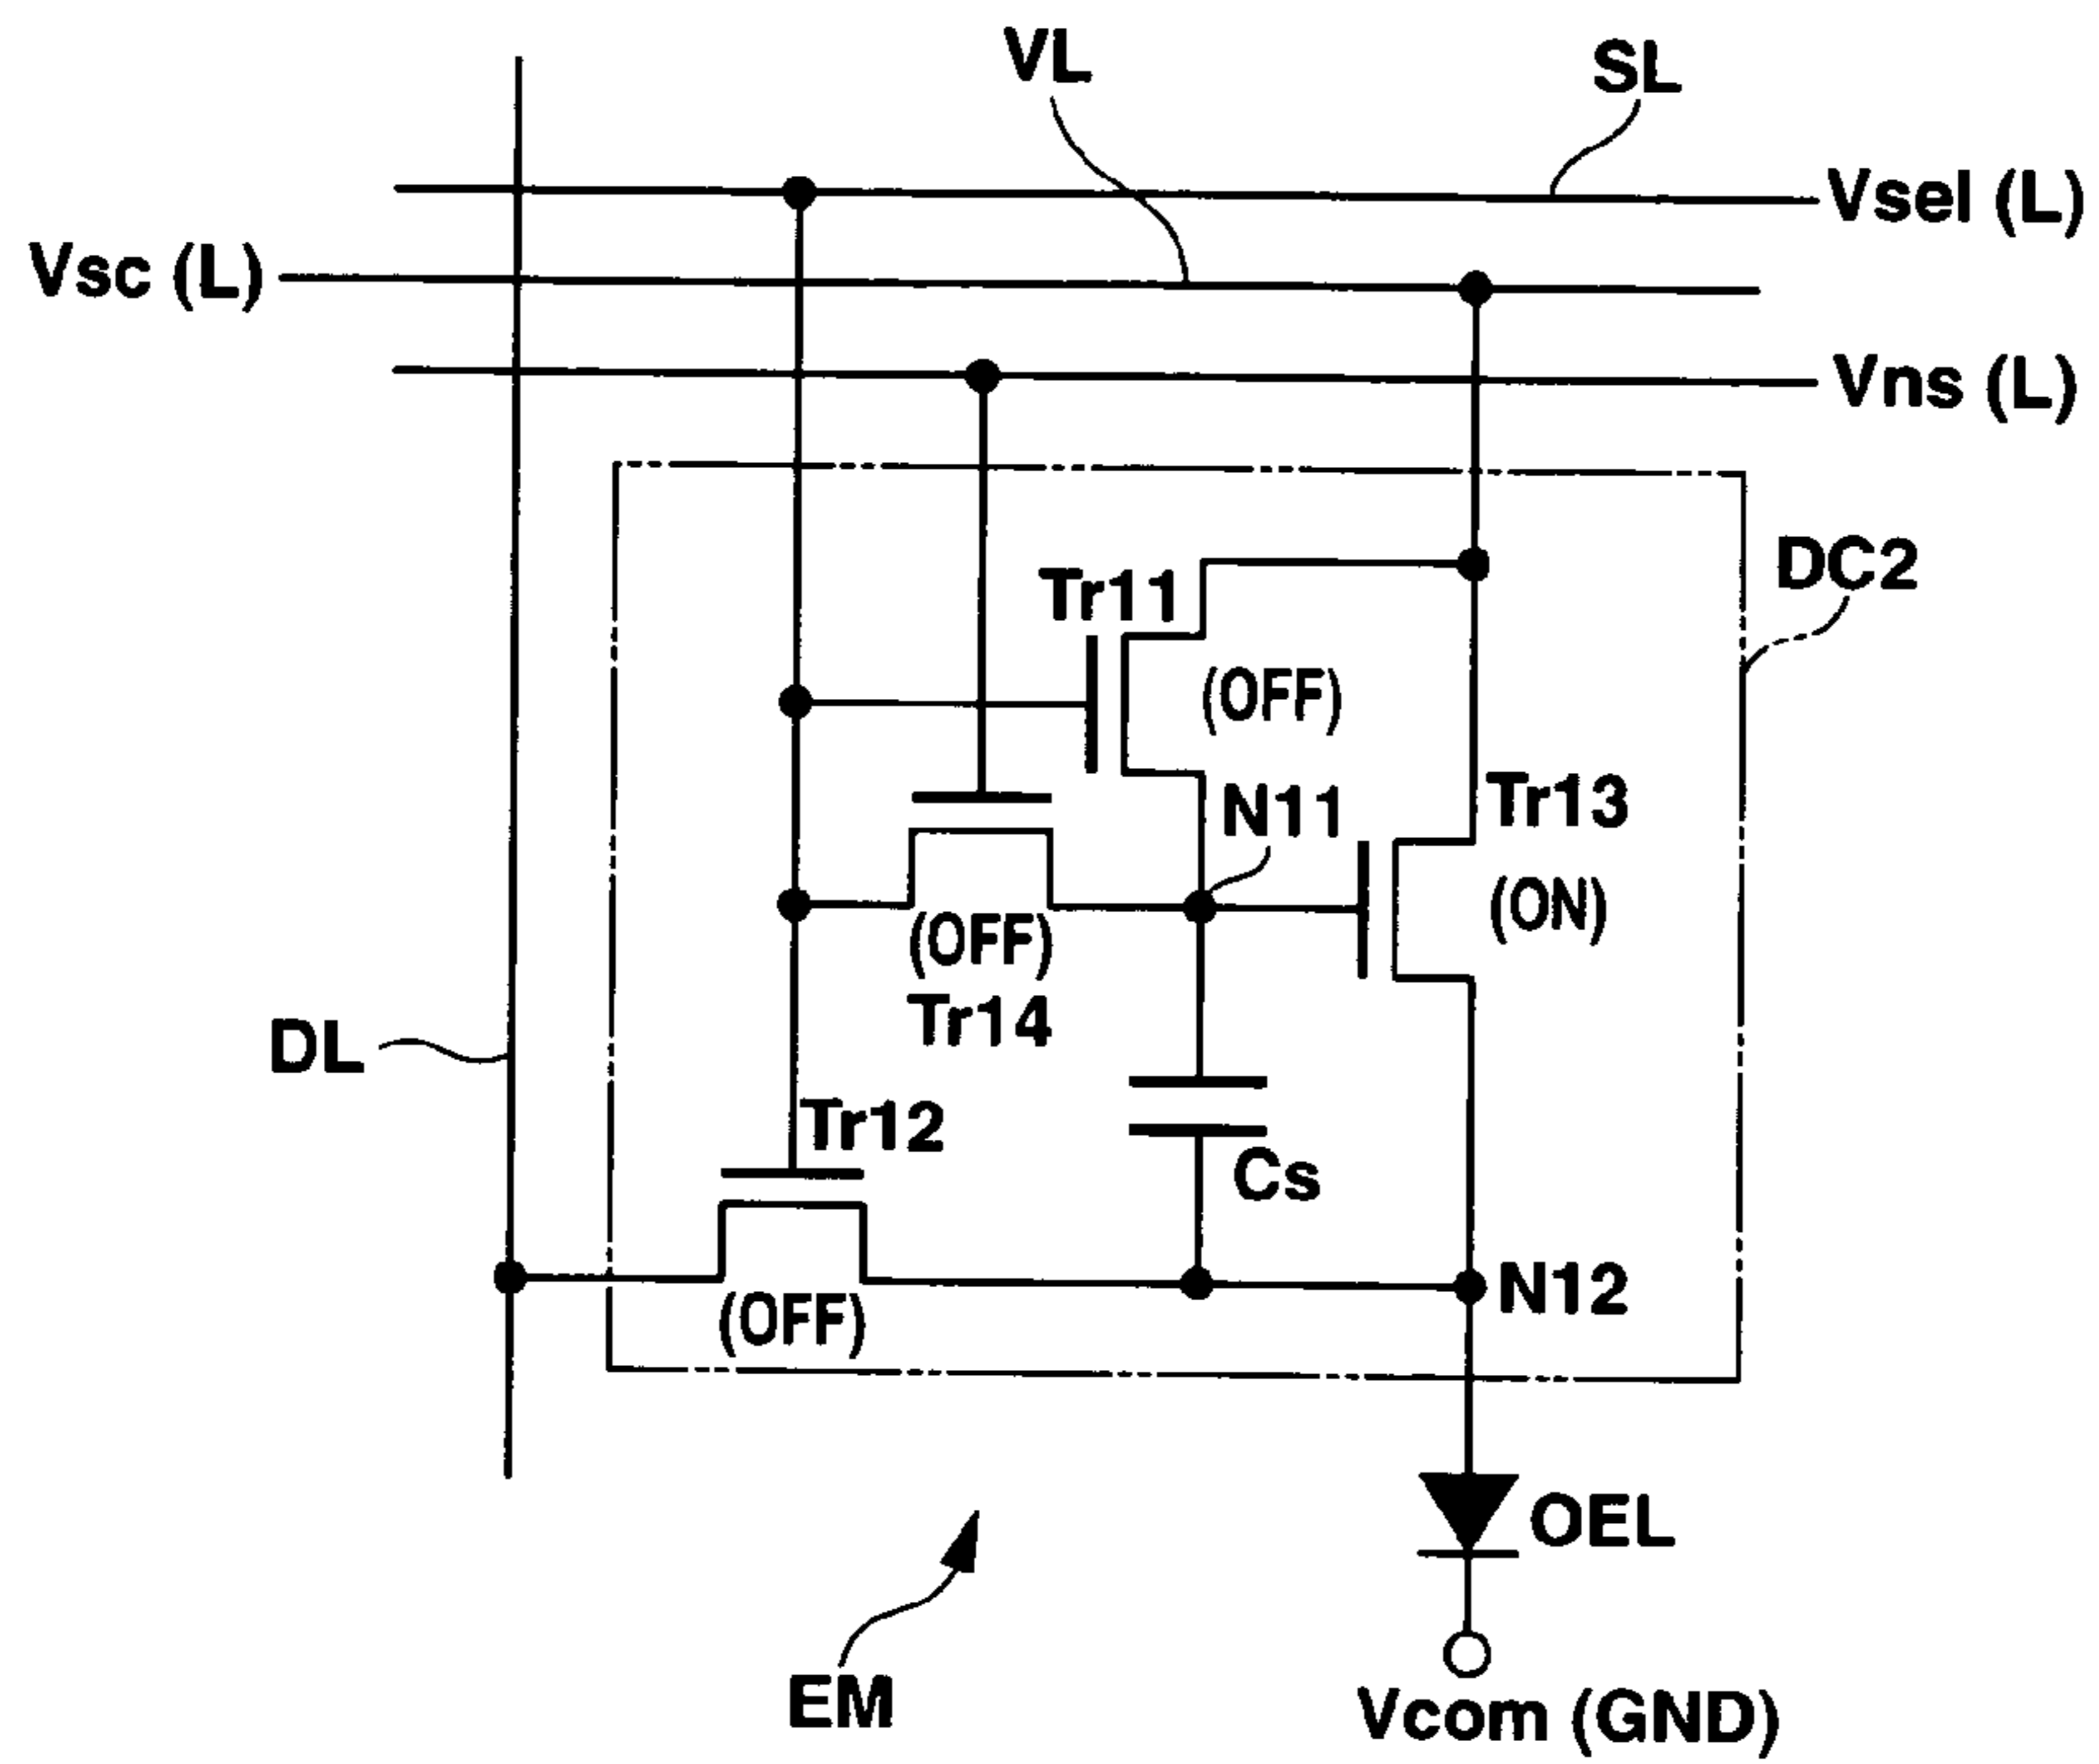 VL
SL
Vsel (L)
Vsc (L)
Vns (L)
DC2
Tr11
(OFF)
N11
Tr13
(ON)
(OFF)
Tr14
DL
Tr12
Cs
N12
(OFF)
OEL
EM
Vcom (GND)